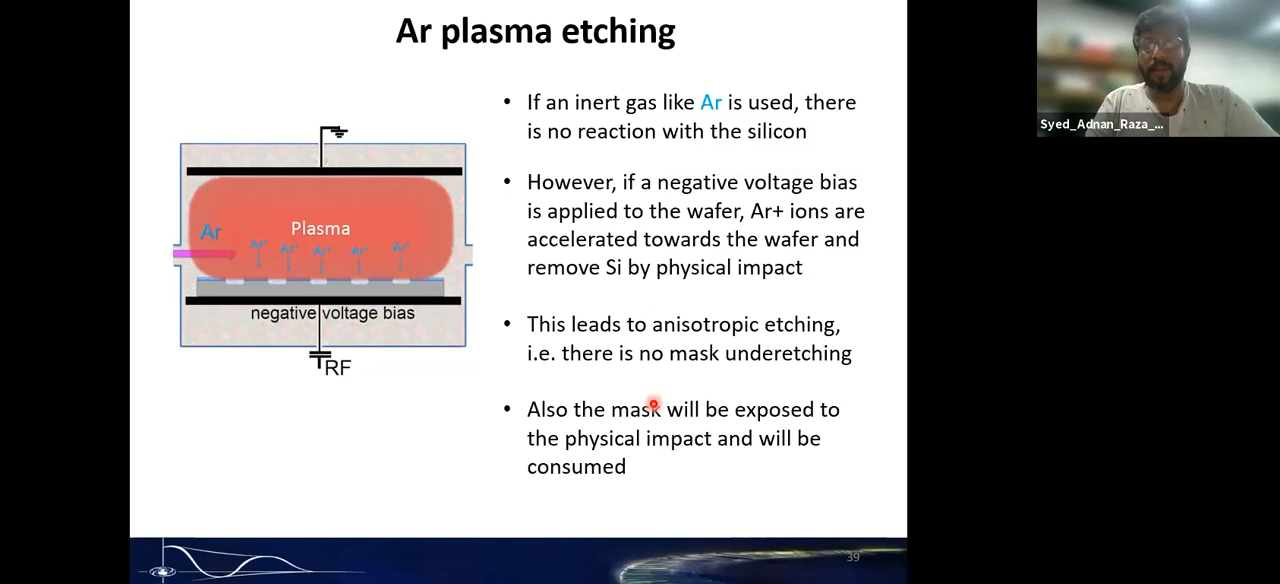 Ar plasma etching
• If an inert gas like Ar is used, there
is no reaction with the silicon
• However, if a negative voltage bias
is applied to the wafer, Ar+ ions are
accelerated towards the wafer and
remove Si by physical impact
• This leads to anisotropic etching,
i.e. there is no mask underetching
• Also the mask will be exposed to
the physical impact and will be
consumed
Ar
Plasma
Ar⁺ Ar⁺ Ar⁺ Ar⁺ Ar⁺
negative voltage bias
RF
39
Syed_Adnan_Raza_...